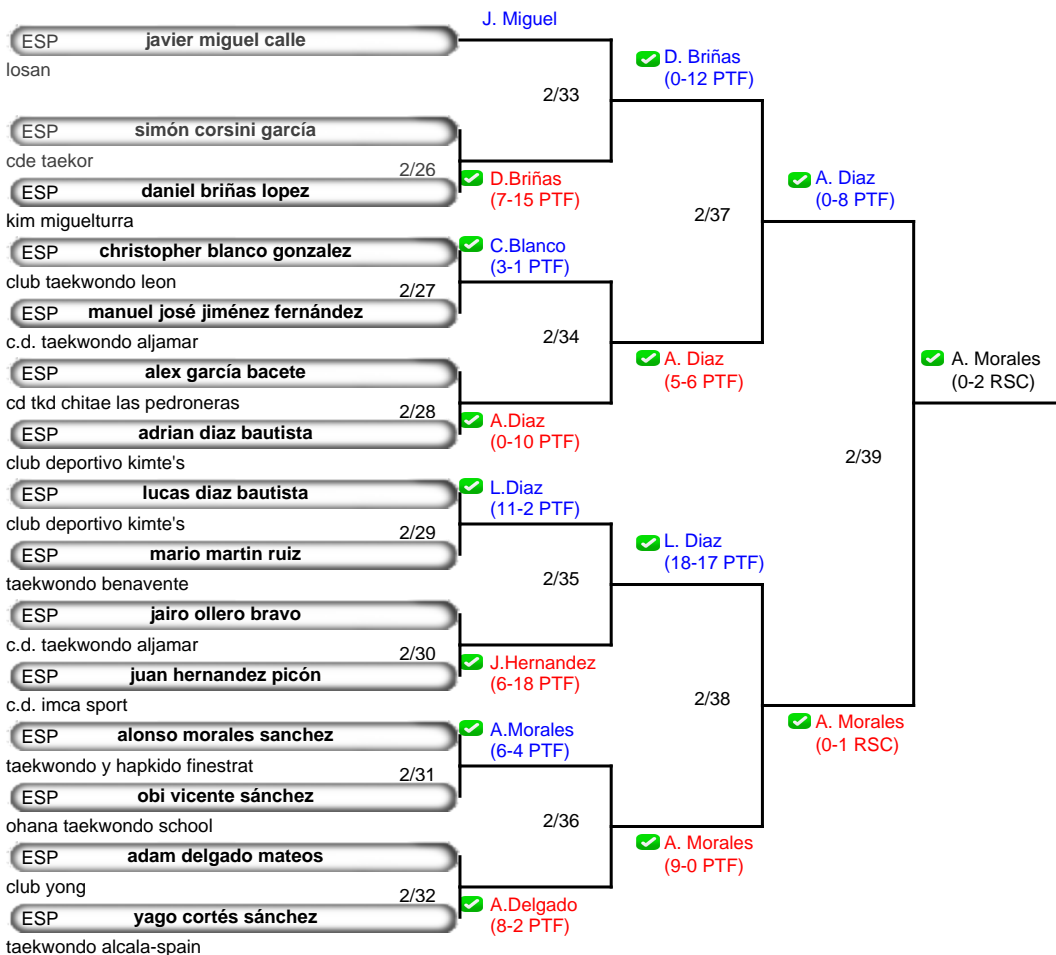 J. Miguel
ESP javier miguel calle
losan
D. Briñas
(0-12 PTF)
2/33
ESP simón corsini garcía
cde taekor
2/26
ESP daniel briñas lopez
kim miguelturra
D.Briñas
(7-15 PTF)
A. Diaz
(0-8 PTF)
2/37
ESP christopher blanco gonzalez
club taekwondo leon
C.Blanco
(3-1 PTF)
2/27
ESP manuel josé jiménez fernández
c.d. taekwondo aljamar
2/34
ESP alex garcía bacete
cd tkd chitae las pedroneras
A. Diaz
(5-6 PTF)
A. Morales
(0-2 RSC)
2/28
ESP adrian diaz bautista
club deportivo kimte's
A.Diaz
(0-10 PTF)
2/39
ESP lucas diaz bautista
club deportivo kimte's
L.Diaz
(11-2 PTF)
2/29
ESP mario martin ruiz
taekwondo benavente
L. Diaz
(18-17 PTF)
2/35
ESP jairo ollero bravo
c.d. taekwondo aljamar
2/30
ESP juan hernandez picón
c.d. imca sport
J.Hernandez
(6-18 PTF)
2/38
ESP alonso morales sanchez
taekwondo y hapkido finestrat
A.Morales
(6-4 PTF)
A. Morales
(0-1 RSC)
2/31
ESP obi vicente sánchez
ohana taekwondo school
2/36
ESP adam delgado mateos
club yong
A. Morales
(9-0 PTF)
2/32
ESP yago cortés sánchez
taekwondo alcala-spain
A.Delgado
(8-2 PTF)